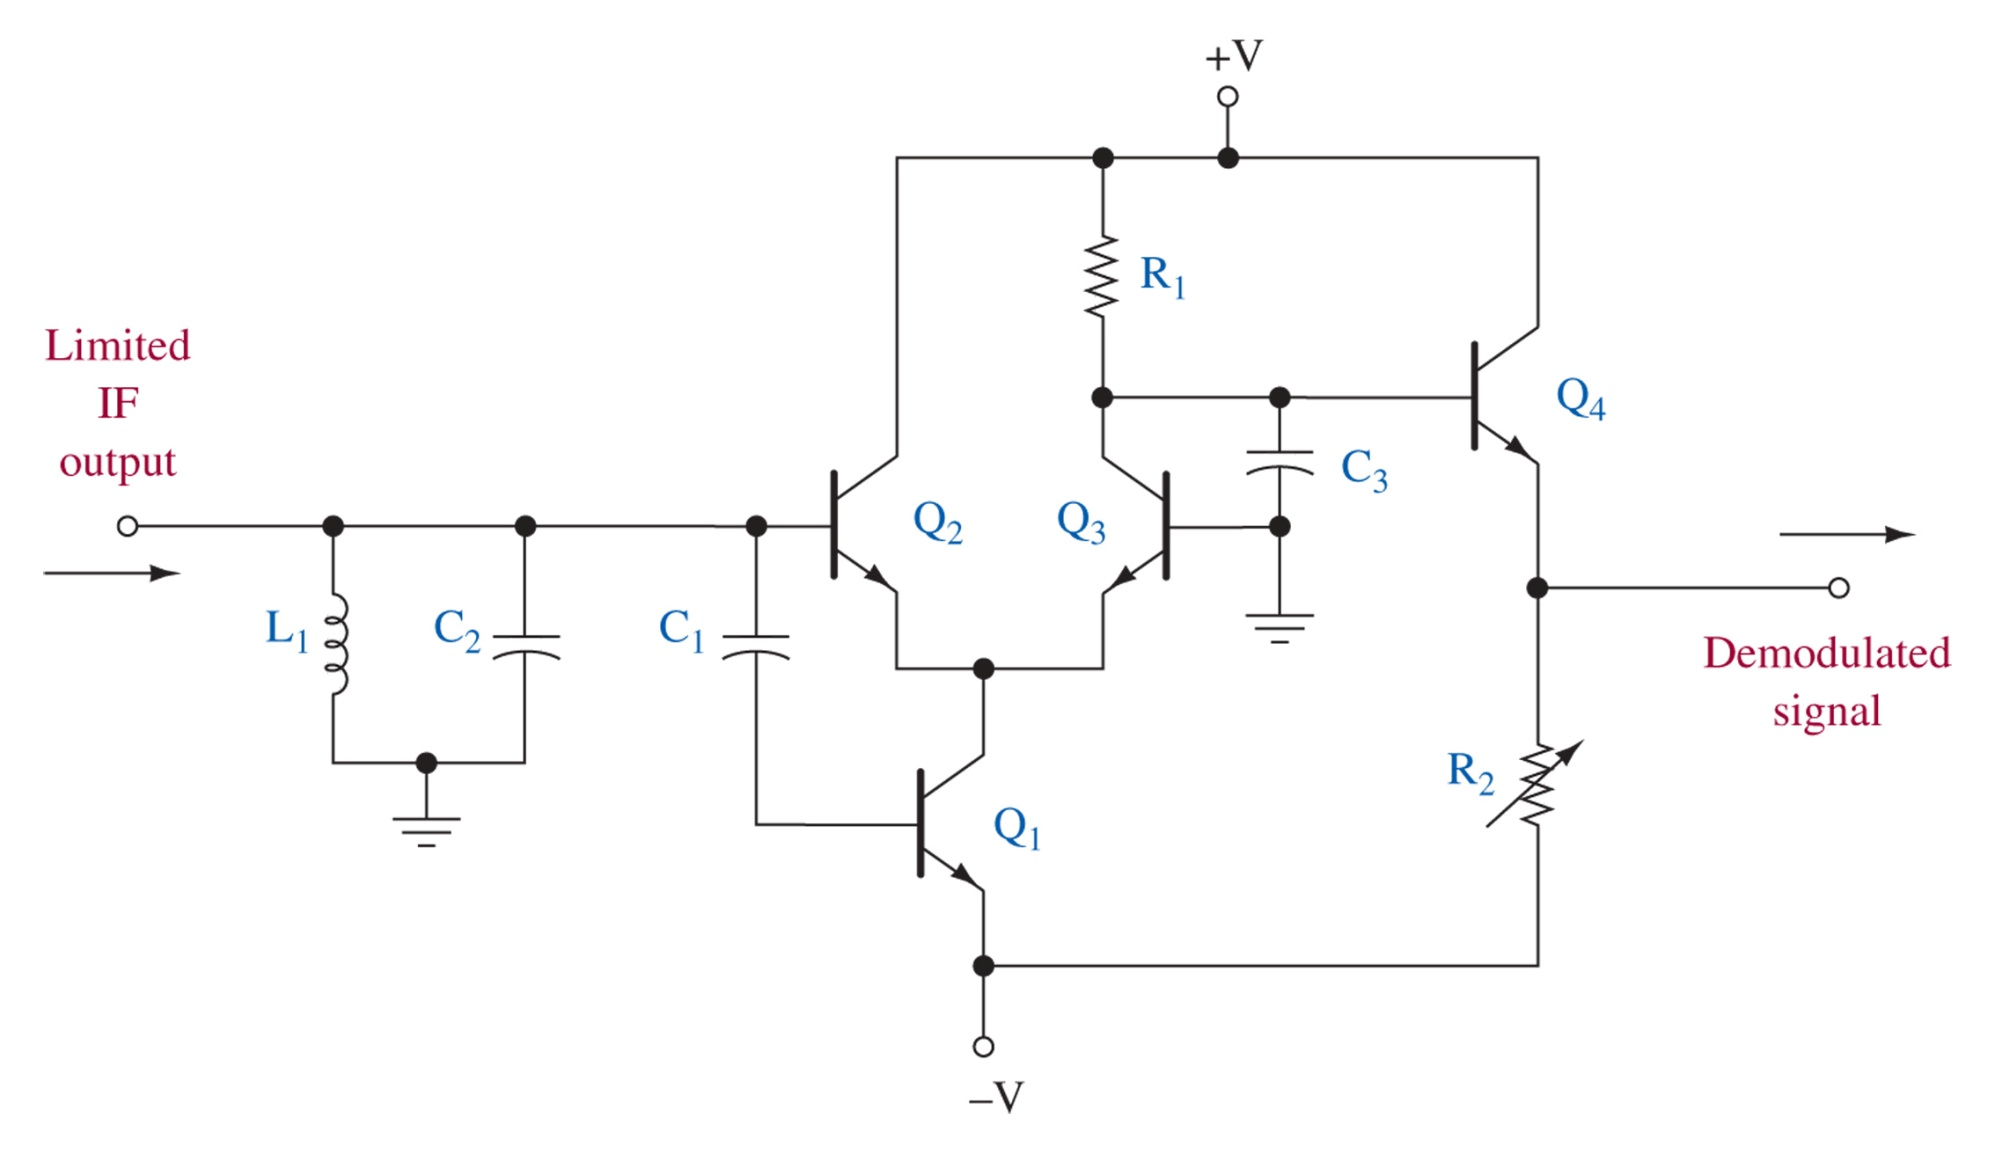 +V
R₁
Limited
IF
output
Q₄
C₃
Q₂
Q₃
L₁
C₂
C₁
Demodulated
signal
R₂
Q₁
–V